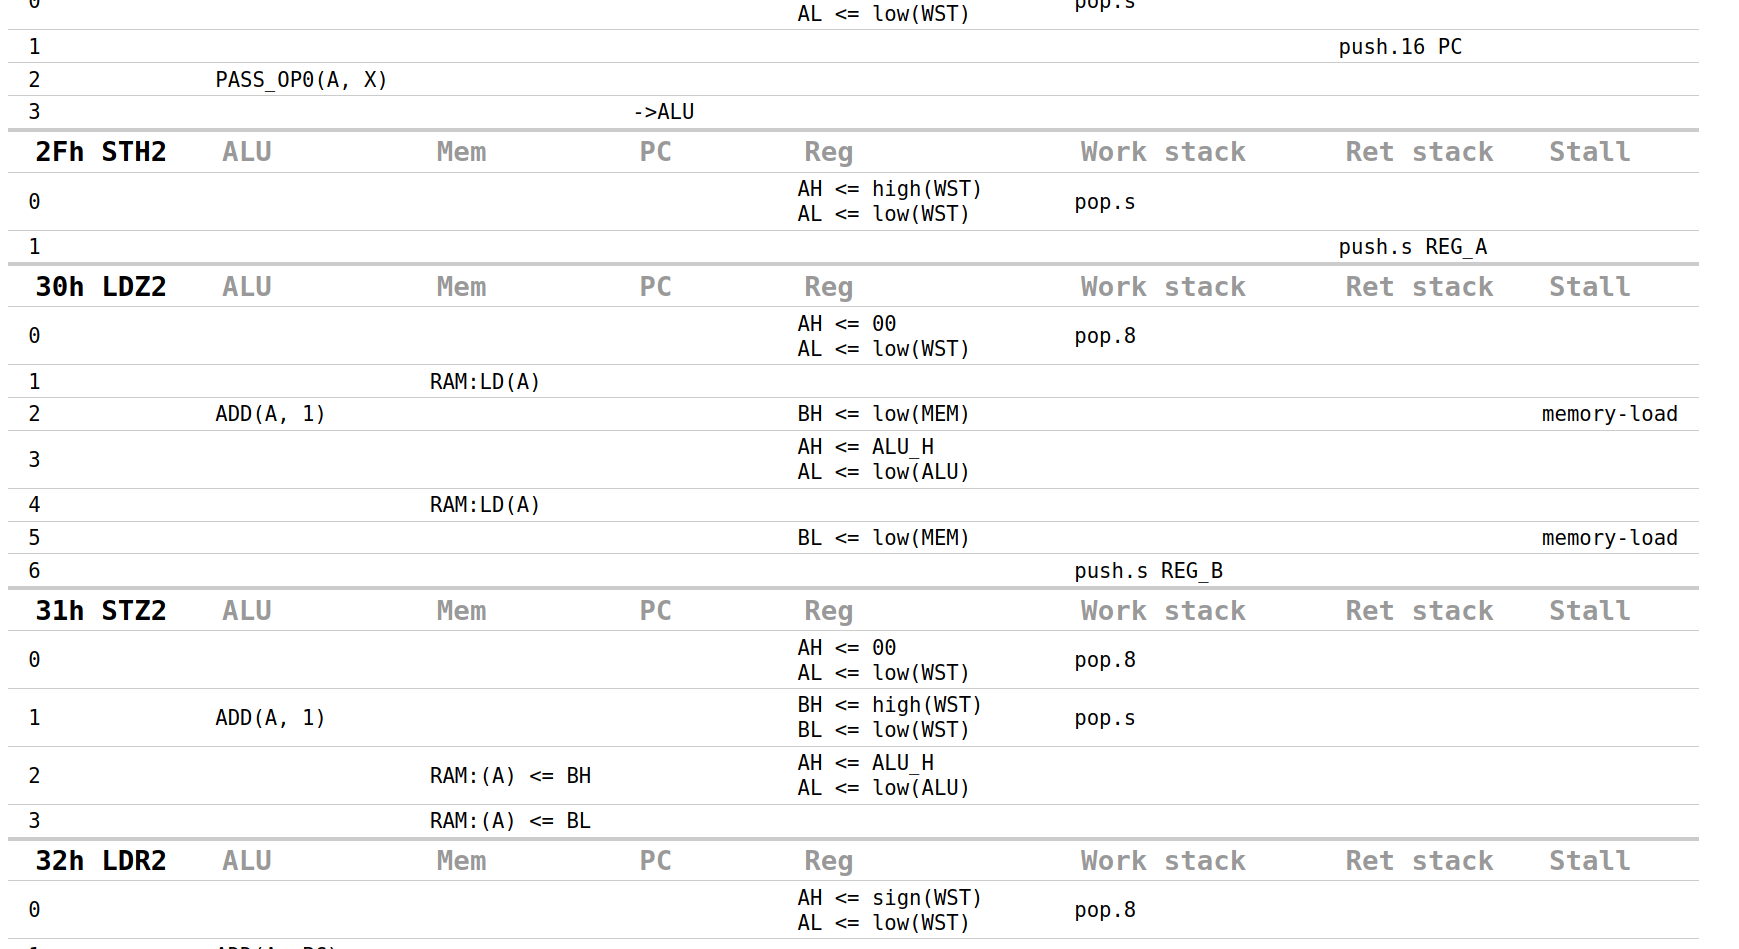 0 pop.s
AL <= low(WST)
1 push.16 PC
2 PASS_OP0(A, X)
3 ->ALU
2Fh STH2 ALU Mem PC Reg Work stack Ret stack Stall
AH <= high(WST)
0 pop.s
AL <= low(WST)
1 push.s REG_A
30h LDZ2 ALU Mem PC Reg Work stack Ret stack Stall
AH <= 00
0 pop.8
AL <= low(WST)
1 RAM:LD(A)
2 ADD(A, 1) BH <= low(MEM) memory-load
AH <= ALU_H
3
AL <= low(ALU)
4 RAM:LD(A)
5 BL <= low(MEM) memory-load
6 push.s REG_B
31h STZ2 ALU Mem PC Reg Work stack Ret stack Stall
AH <= 00
0 pop.8
AL <= low(WST)
BH <= high(WST)
1 ADD(A, 1) pop.s
BL <= low(WST)
AH <= ALU_H
2 RAM:(A) <= BH
AL <= low(ALU)
3 RAM:(A) <= BL
32h LDR2 ALU Mem PC Reg Work stack Ret stack Stall
AH <= sign(WST)
0 pop.8
AL <= low(WST)